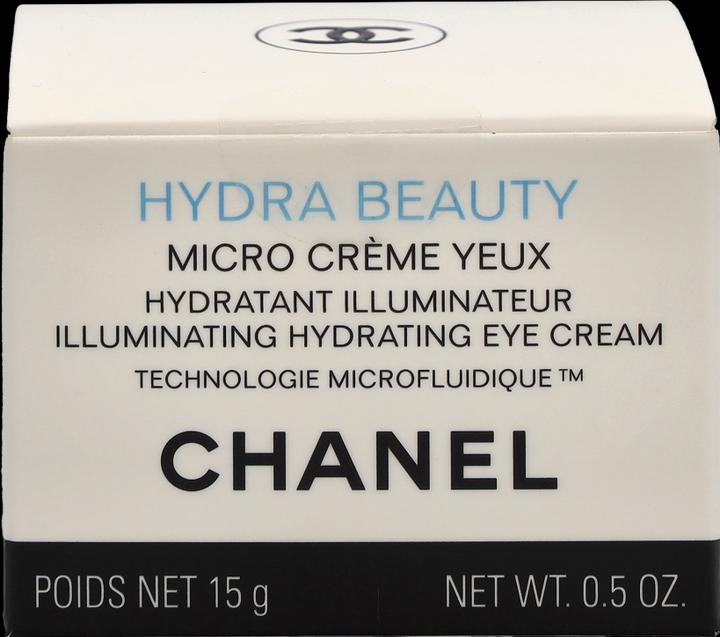 HYDRA BEAUTY
MICRO CRÈME YEUX
HYDRATANT ILLUMINATEUR
ILLUMINATING HYDRATING EYE CREAM
TECHNOLOGIE MICROFLUIDIQUE™
CHANEL
POIDS NET 15 g NET WT. 0.5 OZ.